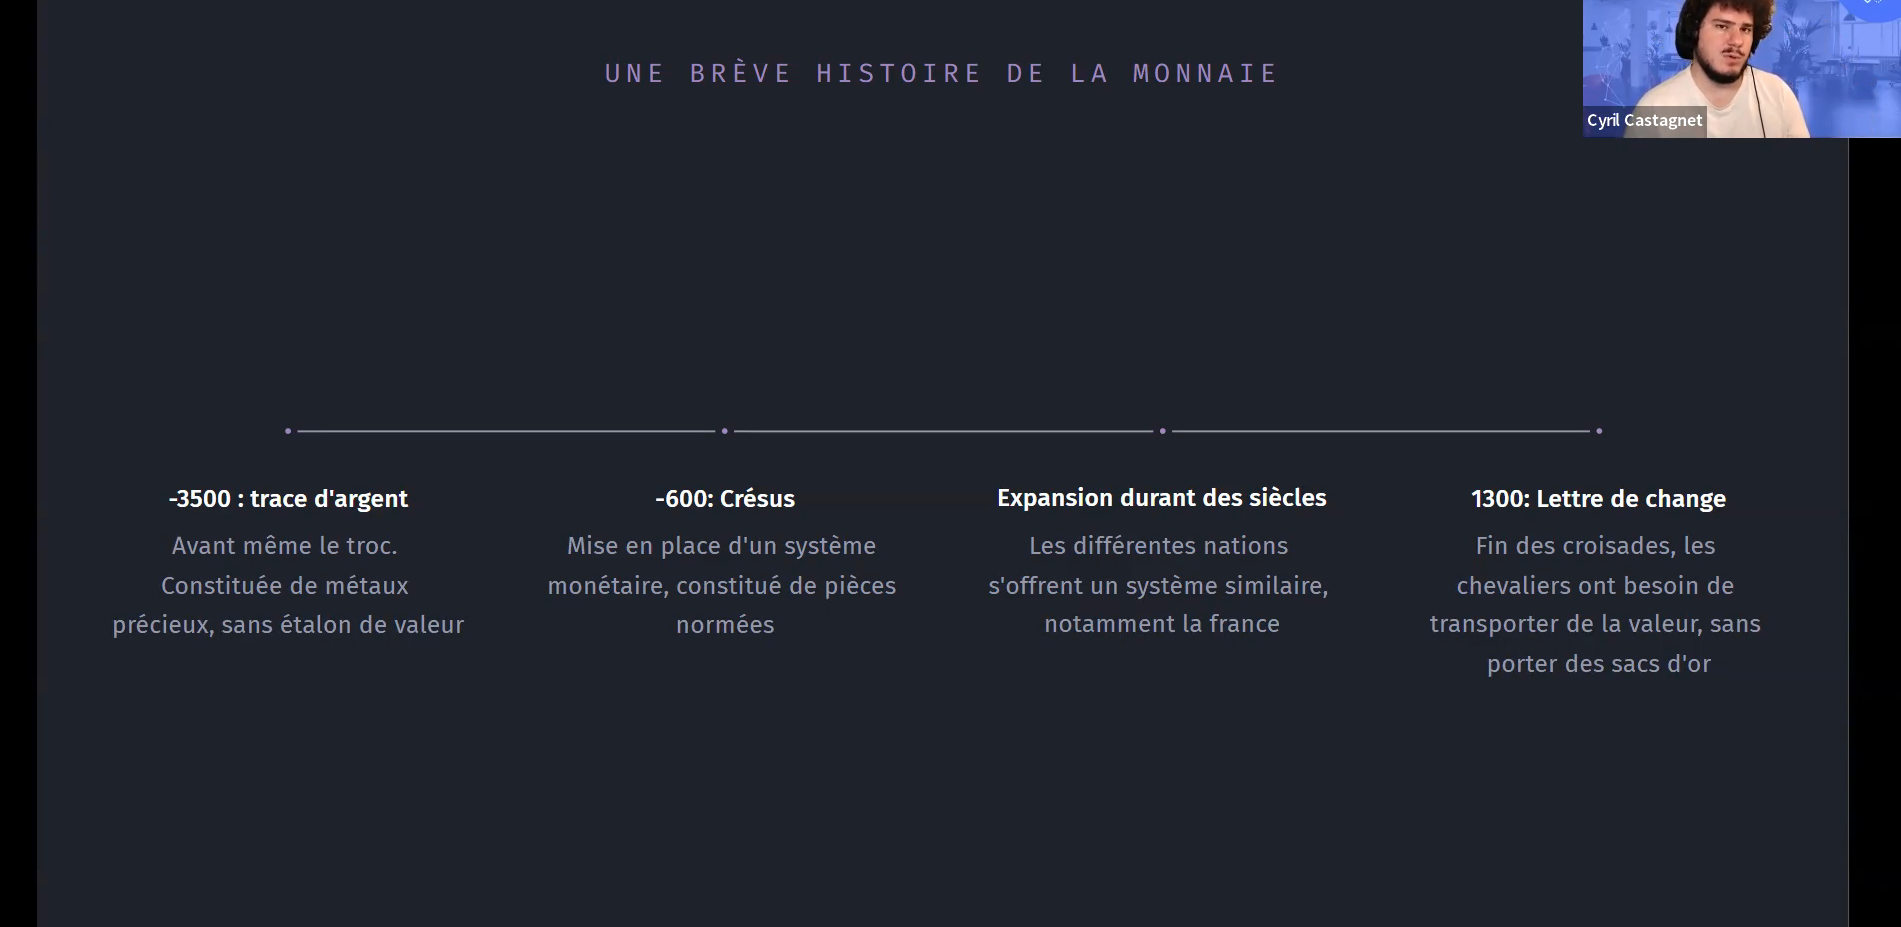 UNE BRÈVE HISTOIRE DE LA MONNAIE
Cyril Castagnet
-3500 : trace d'argent
Avant même le troc.
Constituée de métaux
précieux, sans étalon de valeur
-600: Crésus
Mise en place d'un système
monétaire, constitué de pièces
normées
Expansion durant des siècles
Les différentes nations
s'offrent un système similaire,
notamment la france
1300: Lettre de change
Fin des croisades, les
chevaliers ont besoin de
transporter de la valeur, sans
porter des sacs d'or